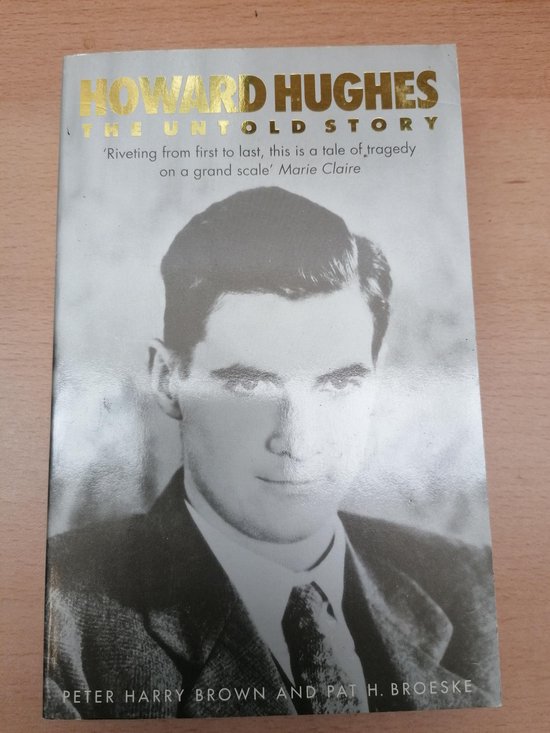 HOWARD HUGHES
THE UNTOLD STORY
‘Riveting from first to last, this is a tale of tragedy
on a grand scale’ Marie Claire
PETER HARRY BROWN AND PAT H. BROESKE